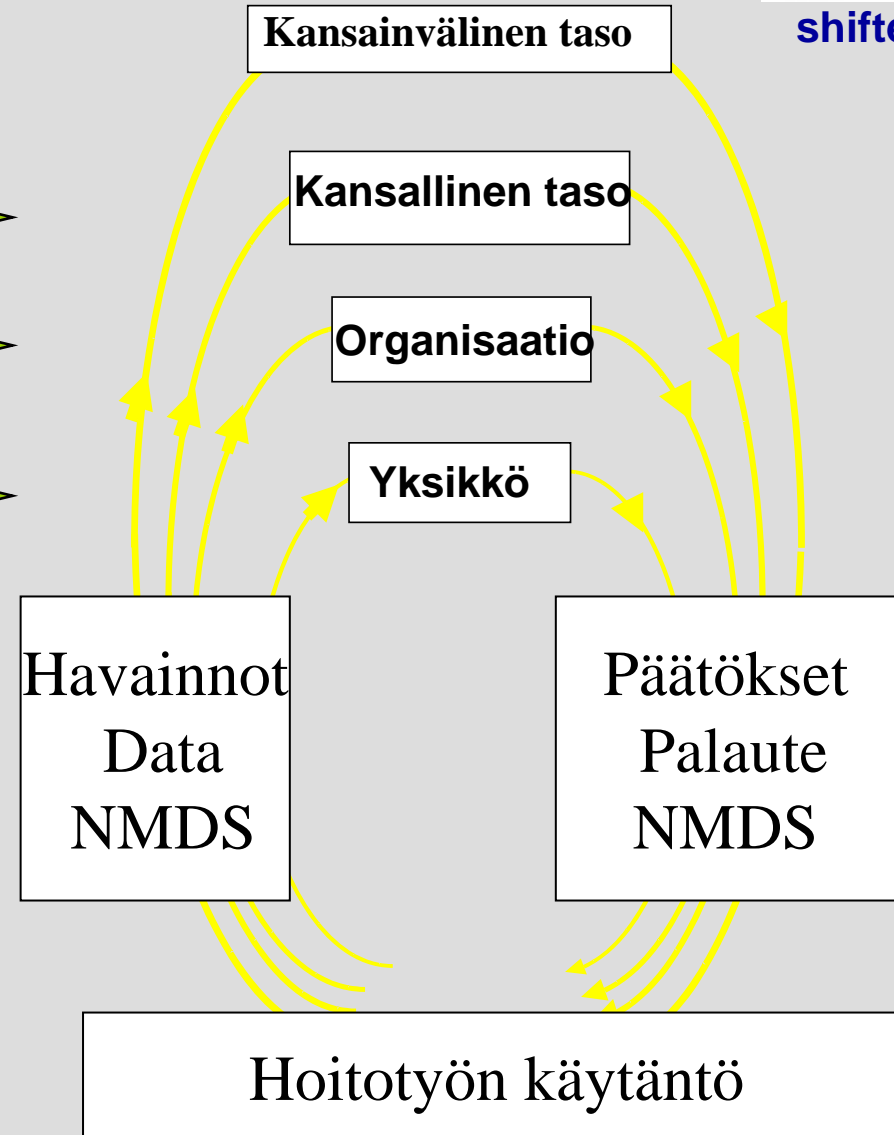 Kansainvälinen taso
Kansallinen taso
Organisaatio
Yksikkö
Havainnot
Data
NMDS
Päätökset
Palaute
NMDS
Hoitotyön käytäntö